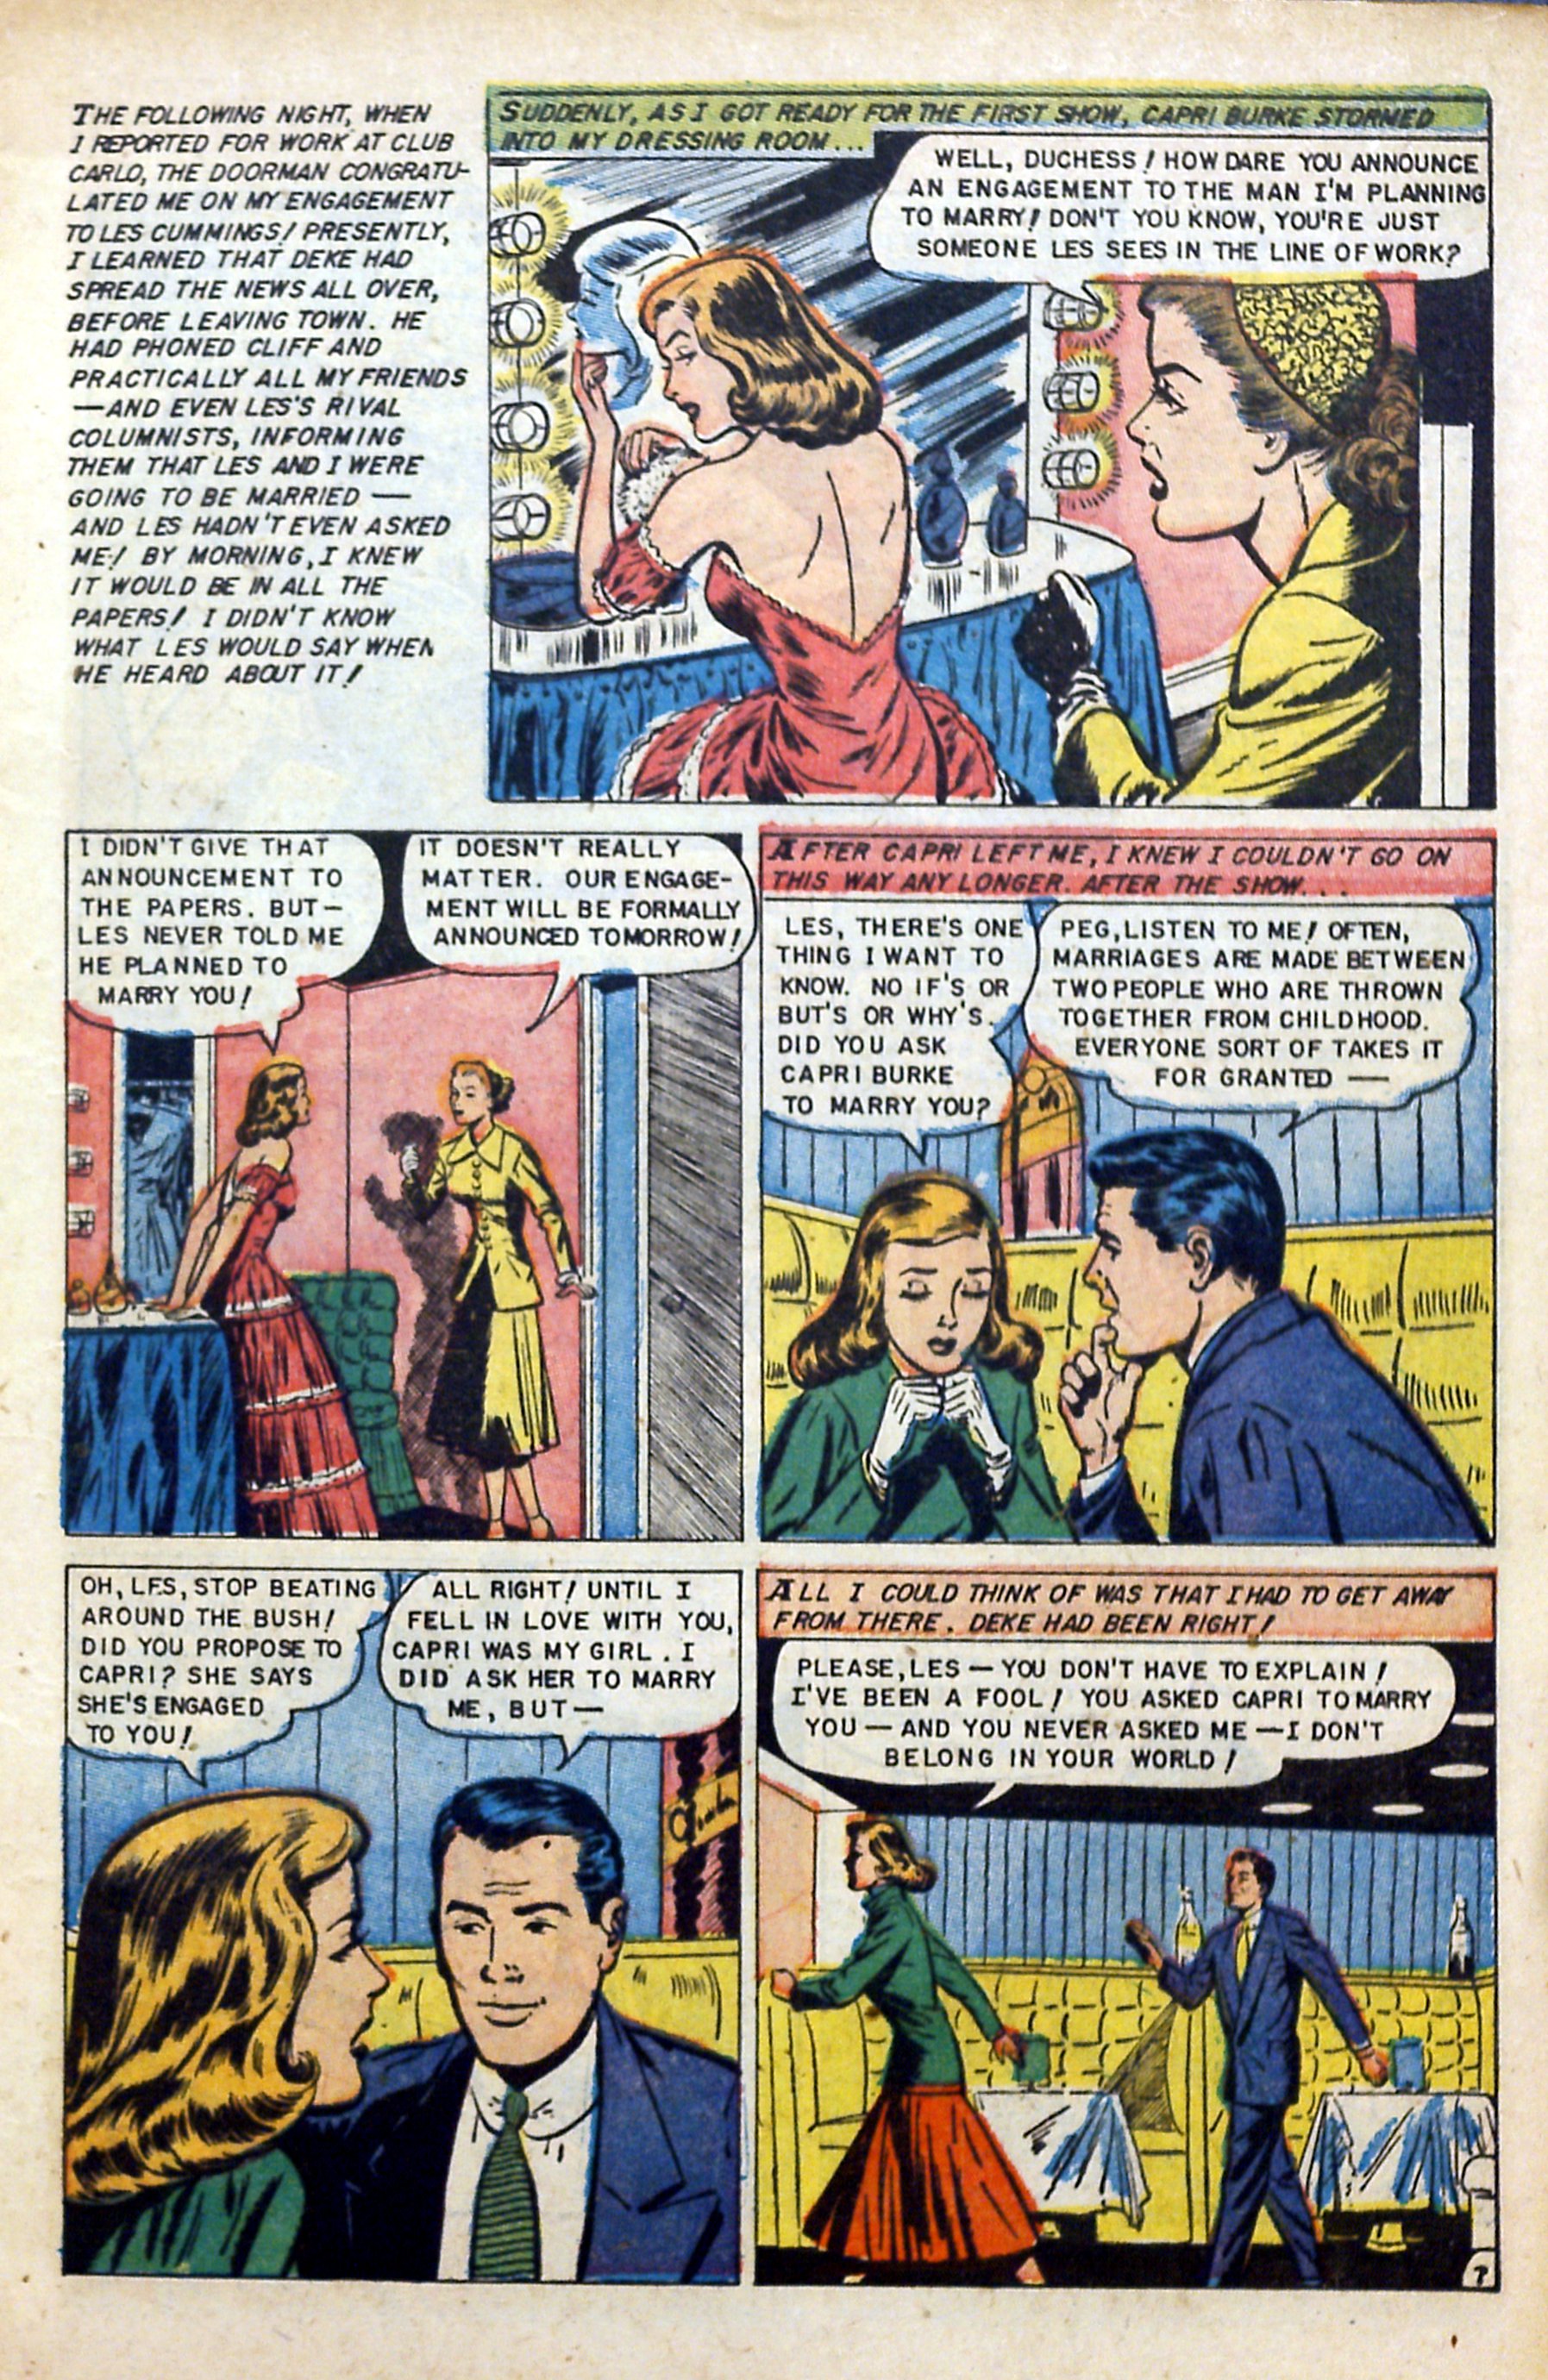 THE FOLLOWING NIGHT, WHEN
I REPORTED FOR WORK AT CLUB
CARLO, THE DOORMAN CONGRATU-
LATED ME ON MY ENGAGEMENT
TO LES CUMMINGS! PRESENTLY,
I LEARNED THAT DEKE HAD
SPREAD THE NEWS ALL OVER,
BEFORE LEAVING TOWN. HE
HAD PHONED CLIFF AND
PRACTICALLY ALL MY FRIENDS
—AND EVEN LES'S RIVAL
COLUMNISTS, INFORMING
THEM THAT LES AND I WERE
GOING TO BE MARRIED —
AND LES HADN'T EVEN ASKED
ME! BY MORNING, I KNEW
IT WOULD BE IN ALL THE
PAPERS! I DIDN'T KNOW
WHAT LES WOULD SAY WHEN
HE HEARD ABOUT IT!
SUDDENLY, AS I GOT READY FOR THE FIRST SHOW, CAPRI BURKE STORMED
INTO MY DRESSING ROOM...
WELL, DUCHESS! HOW DARE YOU ANNOUNCE
AN ENGAGEMENT TO THE MAN I'M PLANNING
TO MARRY! DON'T YOU KNOW, YOU'RE JUST
SOMEONE LES SEES IN THE LINE OF WORK?
I DIDN'T GIVE THAT
ANNOUNCEMENT TO
THE PAPERS. BUT—
LES NEVER TOLD ME
HE PLANNED TO
MARRY YOU!
IT DOESN'T REALLY
MATTER. OUR ENGAGE-
MENT WILL BE FORMALLY
ANNOUNCED TOMORROW!
AFTER CAPRI LEFT ME, I KNEW I COULDN'T GO ON
THIS WAY ANY LONGER. AFTER THE SHOW...
LES, THERE'S ONE
THING I WANT TO
KNOW. NO IF'S OR
BUT'S OR WHY'S.
DID YOU ASK
CAPRI BURKE
TO MARRY YOU?
PEG, LISTEN TO ME! OFTEN,
MARRIAGES ARE MADE BETWEEN
TWO PEOPLE WHO ARE THROWN
TOGETHER FROM CHILDHOOD.
EVERYONE SORT OF TAKES IT
FOR GRANTED —
OH, LES, STOP BEATING
AROUND THE BUSH!
DID YOU PROPOSE TO
CAPRI? SHE SAYS
SHE'S ENGAGED
TO YOU!
ALL RIGHT! UNTIL I
FELL IN LOVE WITH YOU,
CAPRI WAS MY GIRL. I
DID ASK HER TO MARRY
ME, BUT—
ALL I COULD THINK OF WAS THAT I HAD TO GET AWAY
FROM THERE. DEKE HAD BEEN RIGHT!
PLEASE, LES — YOU DON'T HAVE TO EXPLAIN!
I'VE BEEN A FOOL! YOU ASKED CAPRI TO MARRY
YOU — AND YOU NEVER ASKED ME — I DON'T
BELONG IN YOUR WORLD!
7